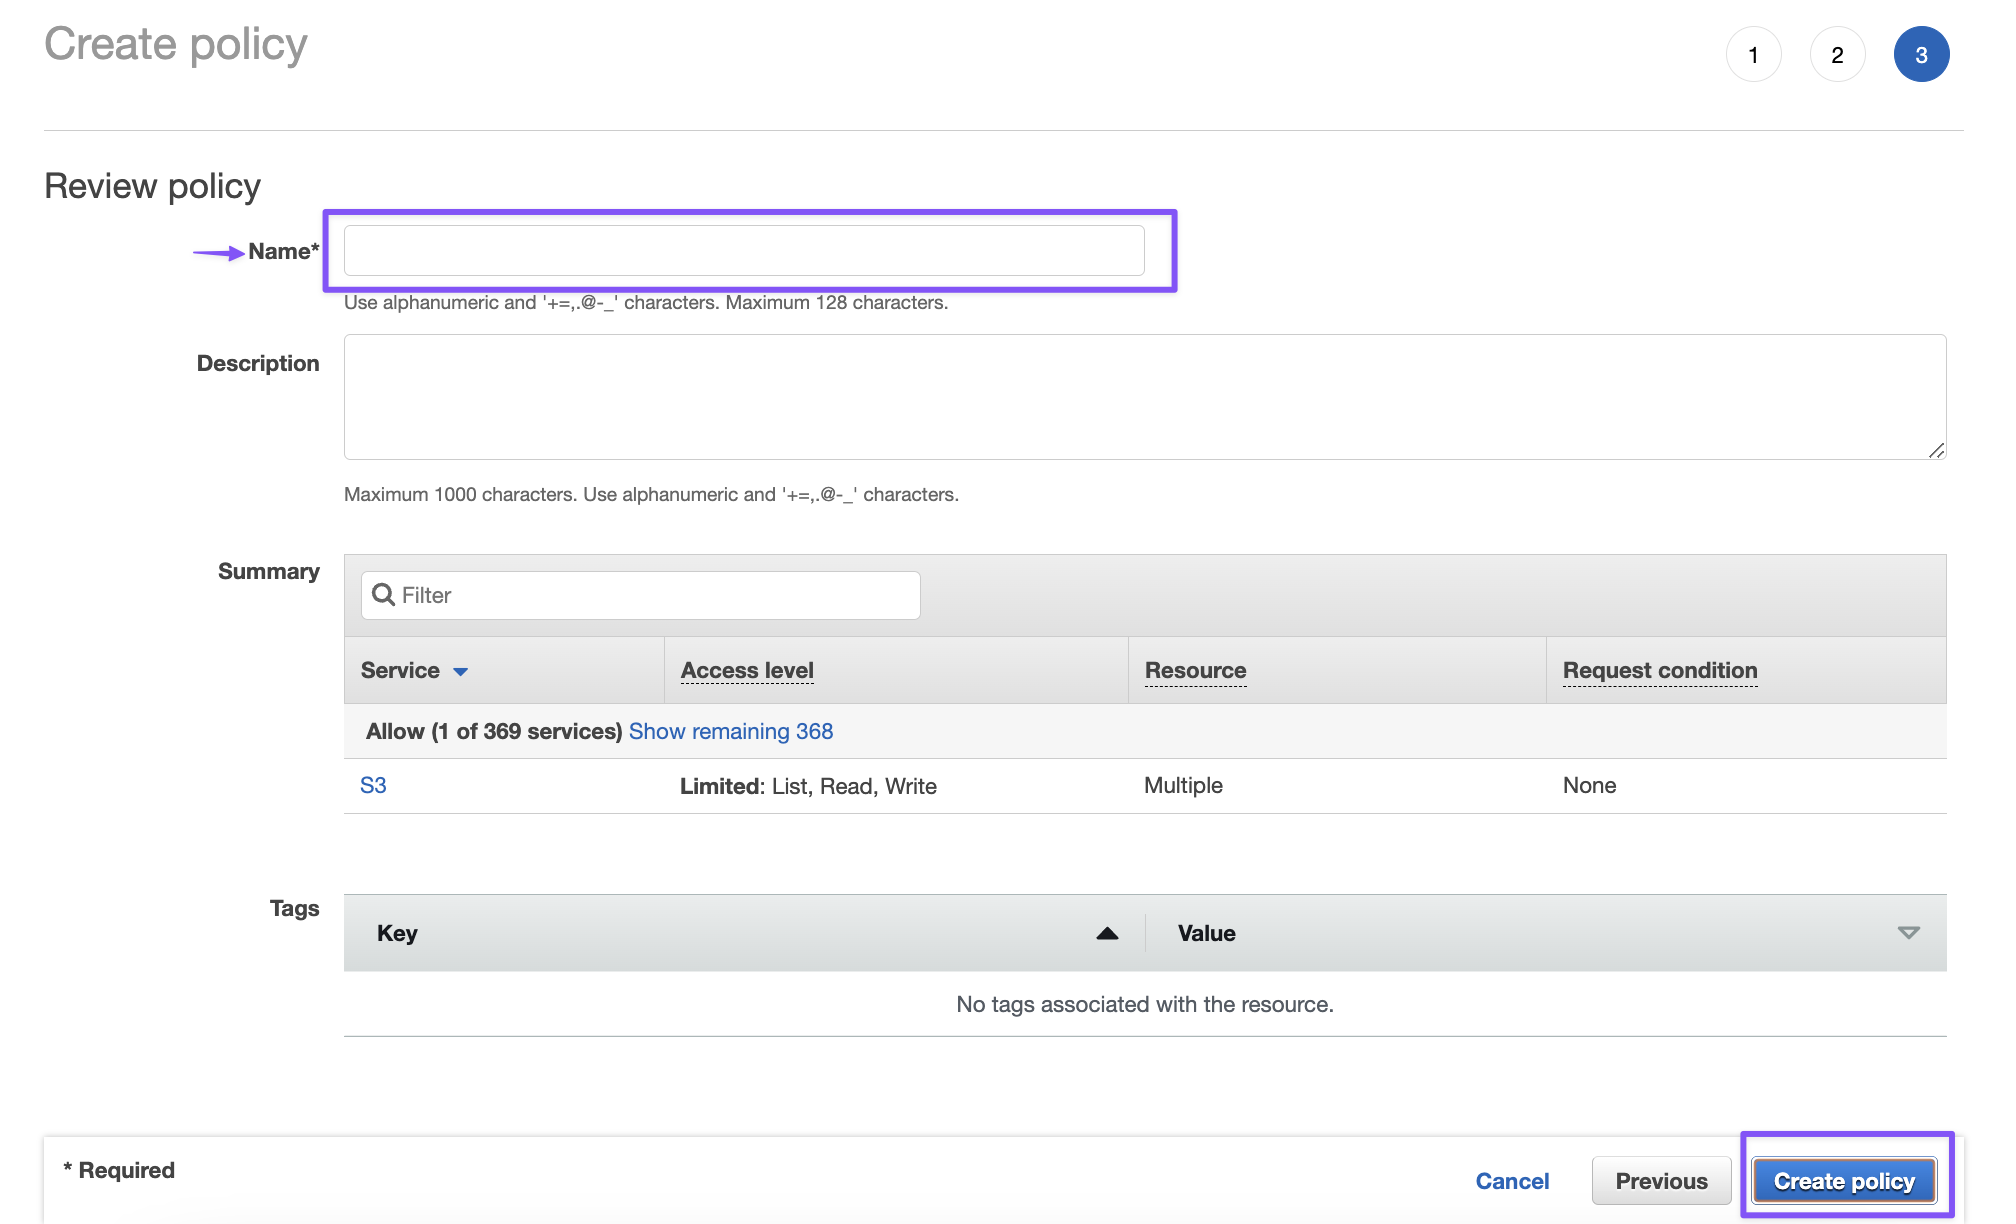 Create policy
1 2 3
Review policy
Name*
Use alphanumeric and '+=,.@-_' characters. Maximum 128 characters.
Description
Maximum 1000 characters. Use alphanumeric and '+=,.@-_' characters.
Summary
Filter
Service Access level Resource Request condition
Allow (1 of 369 services) Show remaining 368
S3 Limited: List, Read, Write Multiple None
Tags
Key Value
No tags associated with the resource.
* Required
Cancel Previous Create policy